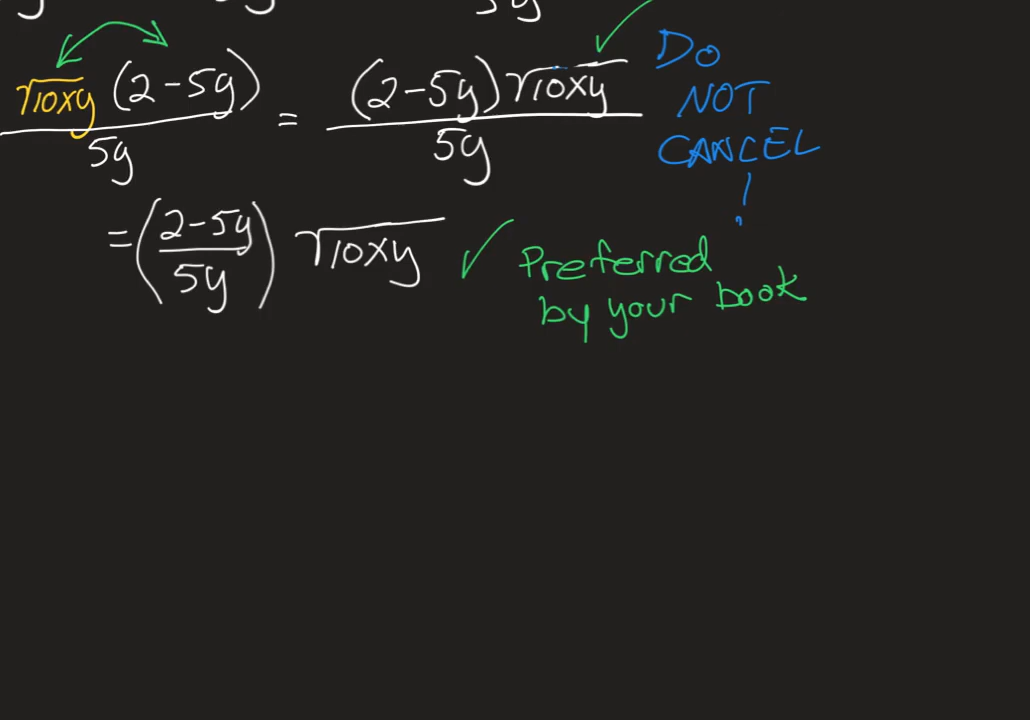 5y
√10xy (2-5y) / 5y = (2-5y)√10xy / 5y
DO
NOT
CANCEL
!
= (2-5y / 5y) √10xy ✓ Preferred
by your book